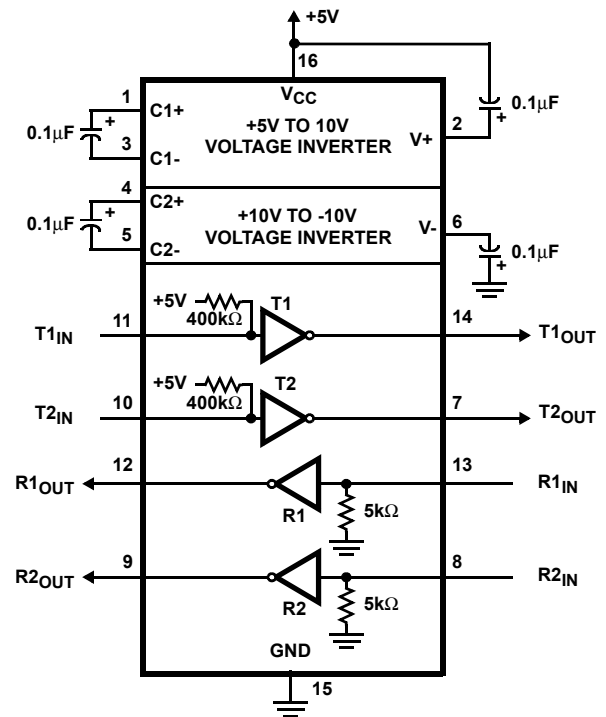 +5V
16
1
C1+
VCC
0.1µF
+
+5V TO 10V
VOLTAGE INVERTER
2
V+
0.1µF
+
3
C1-
4
C2+
0.1µF
+
+10V TO -10V
VOLTAGE INVERTER
6
V-
0.1µF
+
5
C2-
+5V
400kΩ
T1
T1IN
11
14
T1OUT
+5V
400kΩ
T2
T2IN
10
7
T2OUT
R1OUT
12
R1
13
R1IN
5kΩ
R2OUT
9
R2
8
R2IN
5kΩ
GND
15